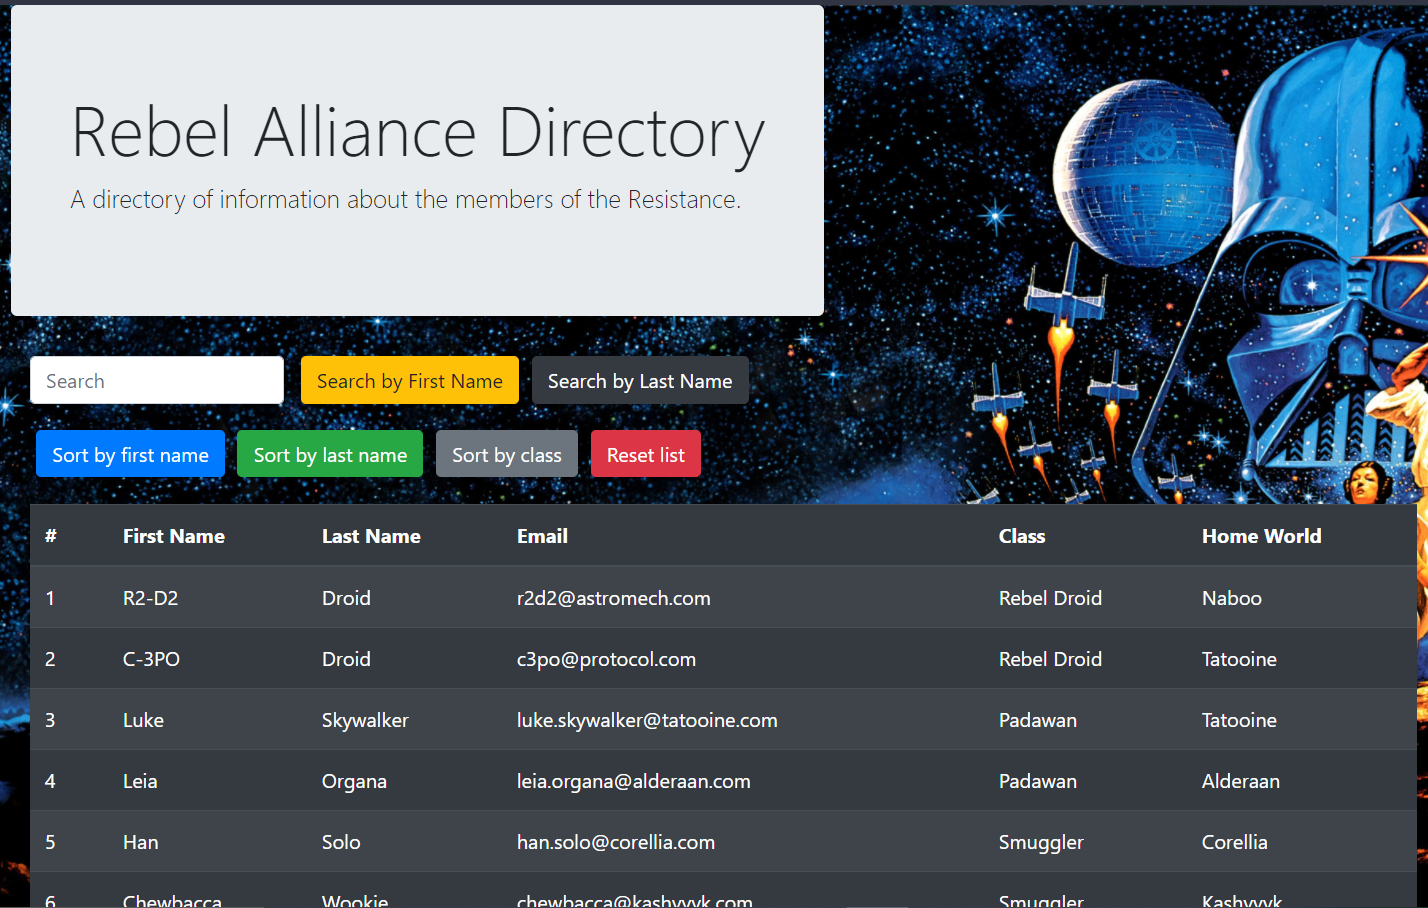 Rebel Alliance Directory
A directory of information about the members of the Resistance.
Search Search by First Name Search by Last Name
Sort by first name Sort by last name Sort by class Reset list
# First Name Last Name Email Class Home World
1 R2-D2 Droid r2d2@astromech.com Rebel Droid Naboo
2 C-3PO Droid c3po@protocol.com Rebel Droid Tatooine
3 Luke Skywalker luke.skywalker@tatooine.com Padawan Tatooine
4 Leia Organa leia.organa@alderaan.com Padawan Alderaan
5 Han Solo han.solo@corellia.com Smuggler Corellia
6 Chewbacca Wookie chewbacca@kashyyyk.com Smuggler Kashyyyk